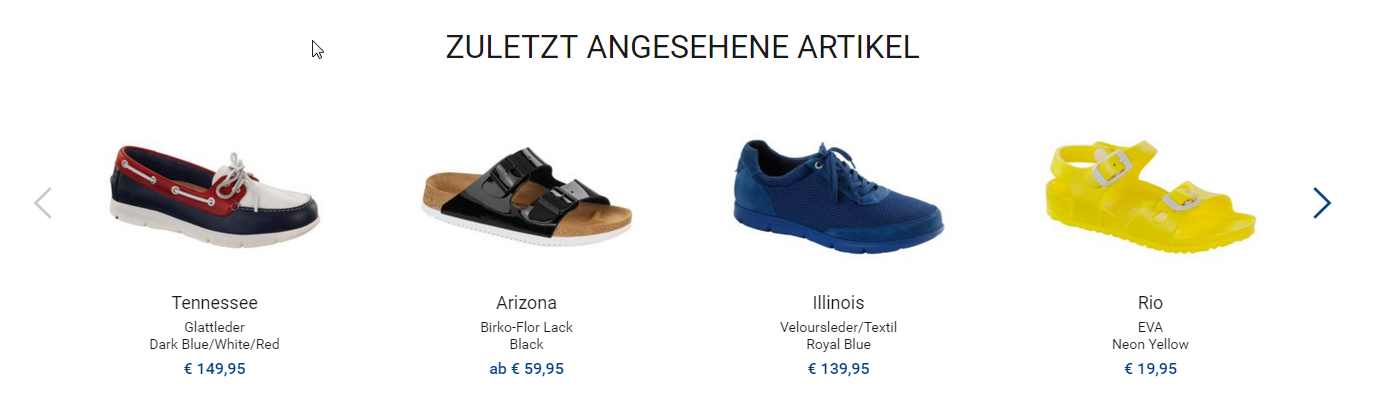 ZULETZT ANGESEHENE ARTIKEL
Tennessee
Glattleder
Dark Blue/White/Red
€ 149,95
Arizona
Birko-Flor Lack
Black
ab € 59,95
Illinois
Veloursleder/Textil
Royal Blue
€ 139,95
Rio
EVA
Neon Yellow
€ 19,95